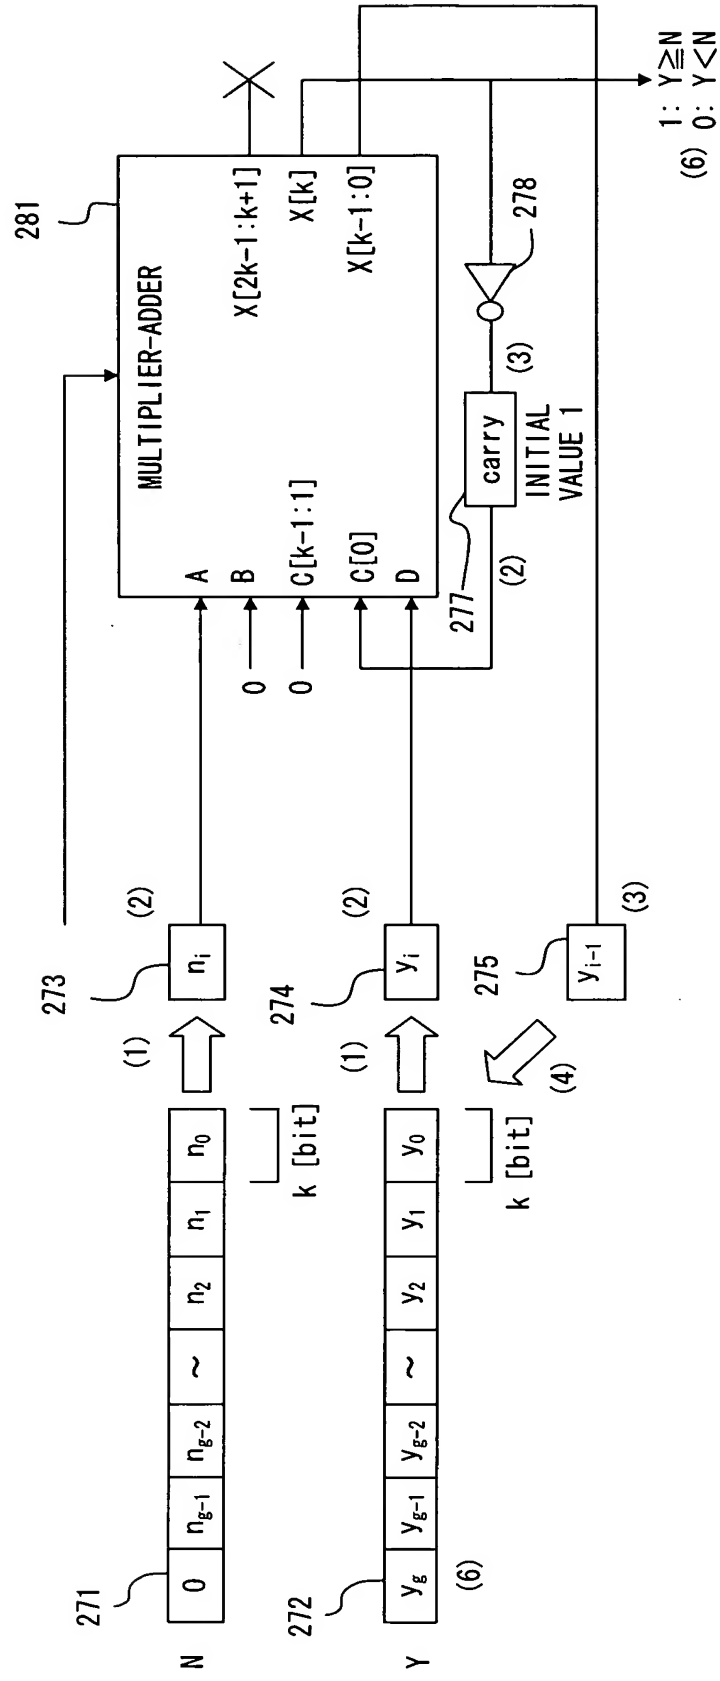 281
MULTIPLIER-ADDER
A
B
C[k-1:1]
C[0]
D
X[2k-1:k+1]
X[k]
X[k-1:0]
0
0
277
(2)
carry
INITIAL
VALUE 1
(3)
278
(6) 1: Y≧N
0: Y<N
N
271
0 n_{g-1} n_{g-2} ~ n_2 n_1 n_0
k [bit]
(1)
273
n_i
(2)
Y
272
y_g y_{g-1} y_{g-2} ~ y_2 y_1 y_0
(6)
k [bit]
(1)
274
y_i
(2)
(4)
275
y_{i-1}
(3)